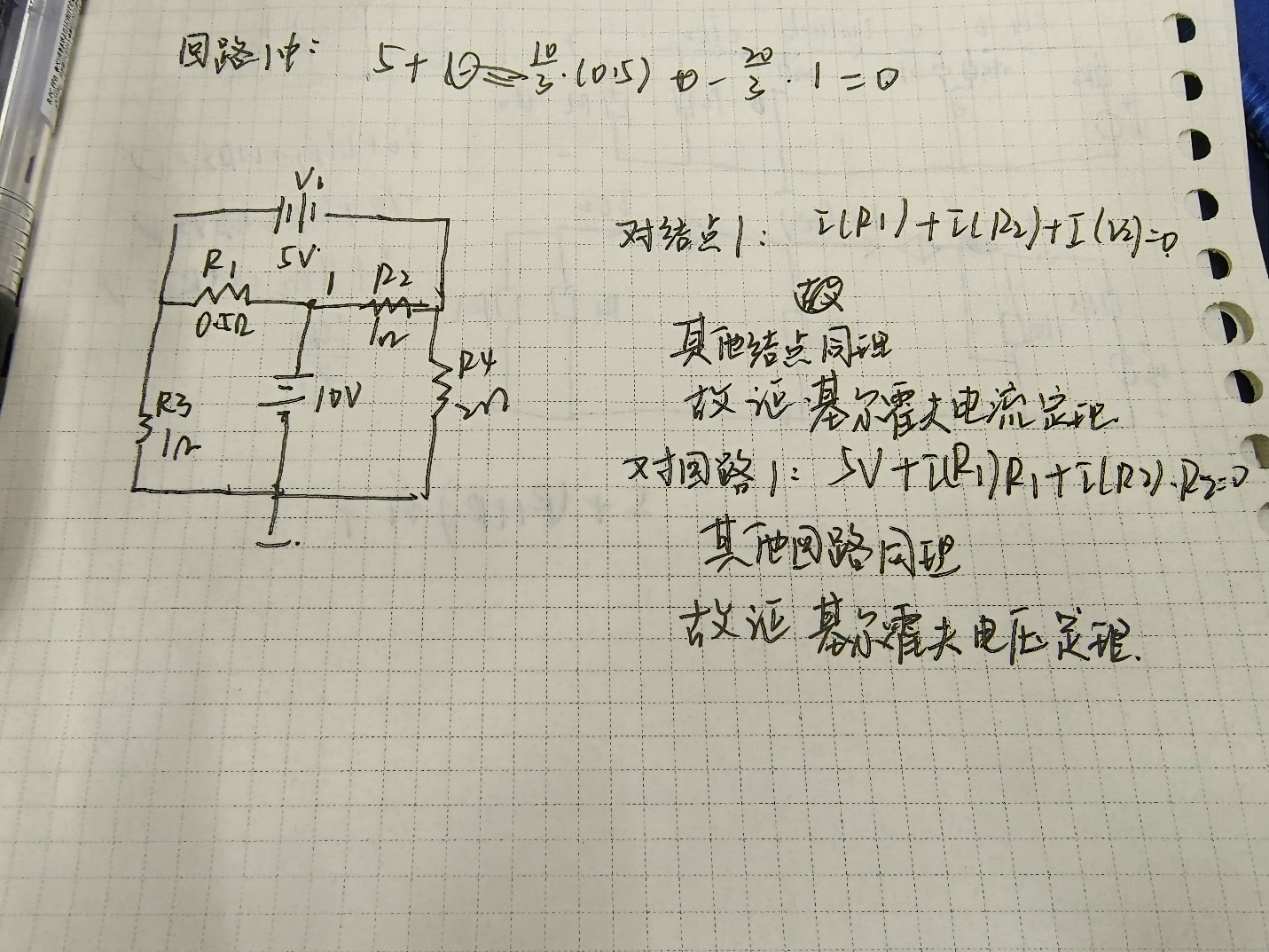 回路1中: 5+ 10/3·(0.5) - 20/3·1=0
V1
5V
R1
0.5Ω
1
R2
1Ω
10V
R3
1Ω
R4
2Ω
对结点1: I(R1)+I(R2)+I(V2)=0
其他结点同理
故证基尔霍夫电流定理.
对回路1: 5V+I(R1)R1+I(R2)·R2=0
其他回路同理
故证基尔霍夫电压定理.